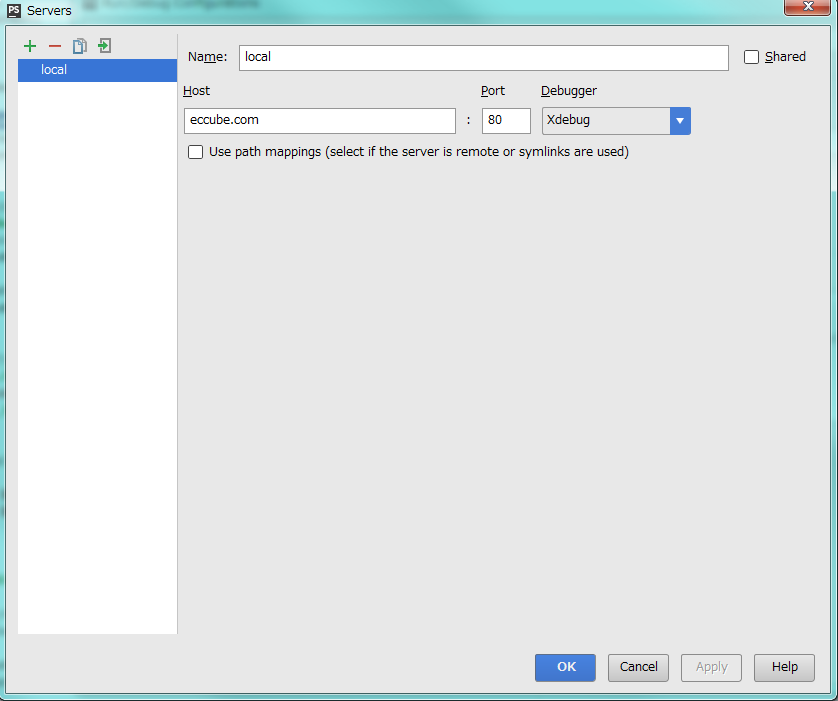 PS Servers
local
Name: local Shared
Host Port Debugger
eccube.com : 80 Xdebug
Use path mappings (select if the server is remote or symlinks are used)
OK Cancel Apply Help